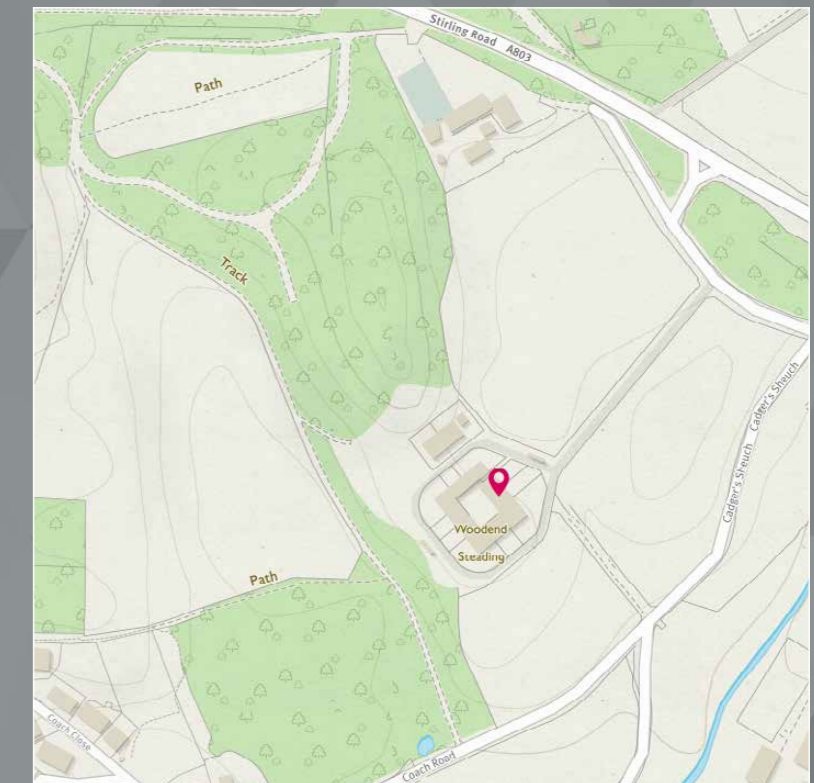 Stirling Road A803
Path
Track
Cadger's Sheuch
Cadger's Sheuch
Woodend
Steading
Path
Coach Close
Coach Road